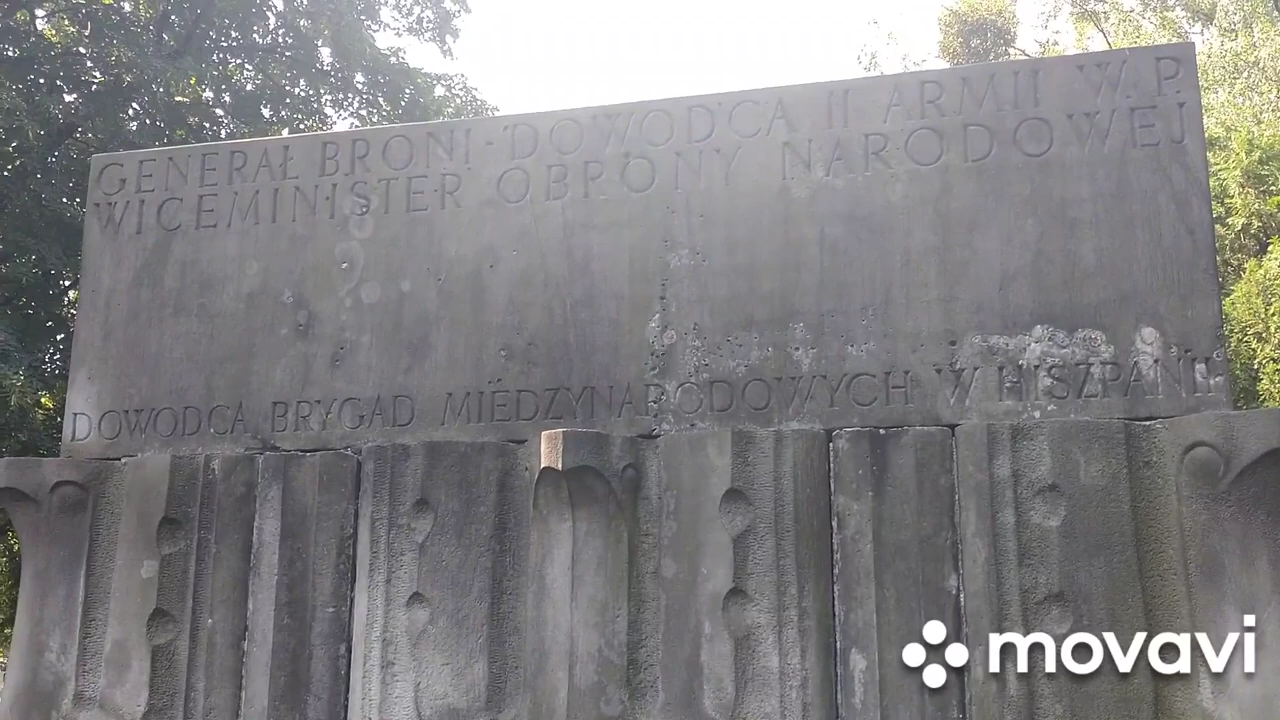 GENERAŁ BRONI - DOWÓDCA II ARMII W. P.
WICEMINISTER OBRONY NARODOWEJ
DOWÓDCA BRYGAD MIĘDZYNARODOWYCH W HISZPANII
movavi